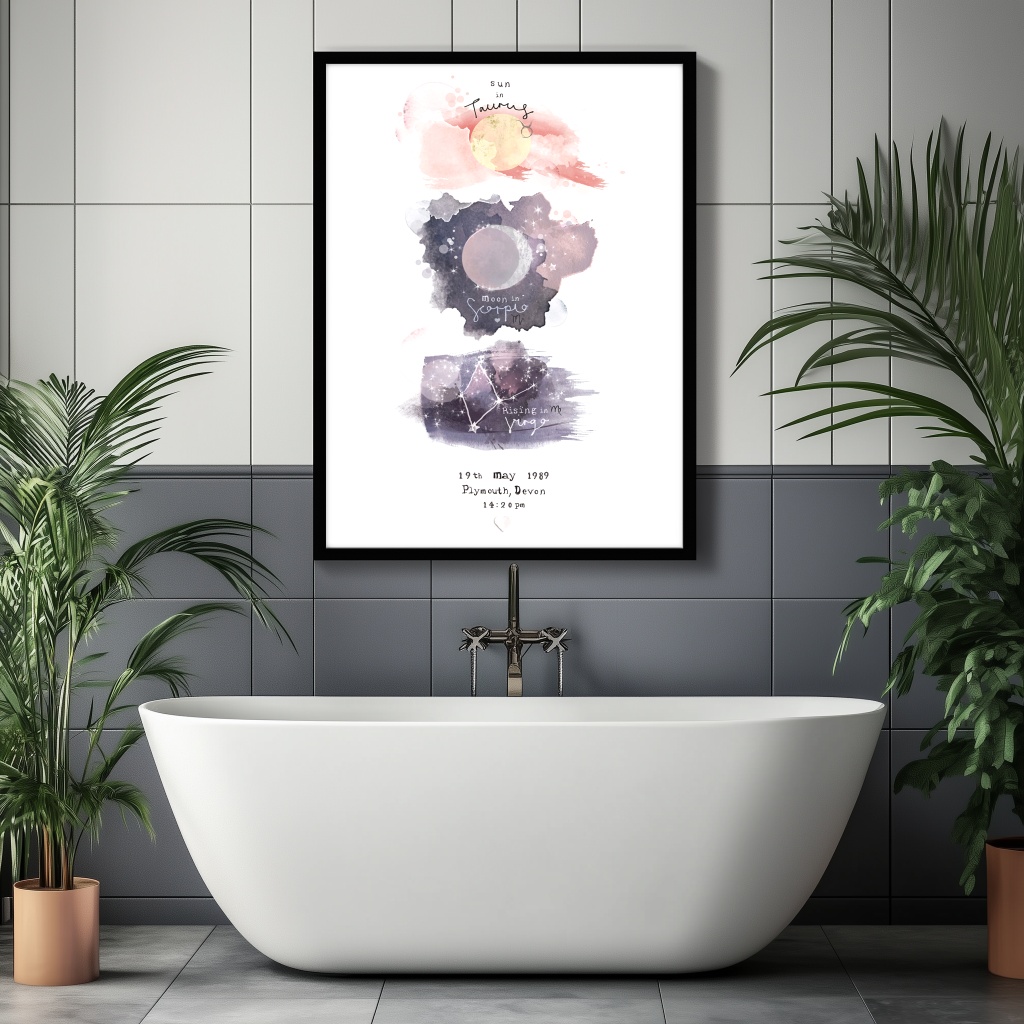 sun
in
Taurus
moon in
Scorpio
Rising in
Virgo
19th may 1989
Plymouth, Devon
14:20pm